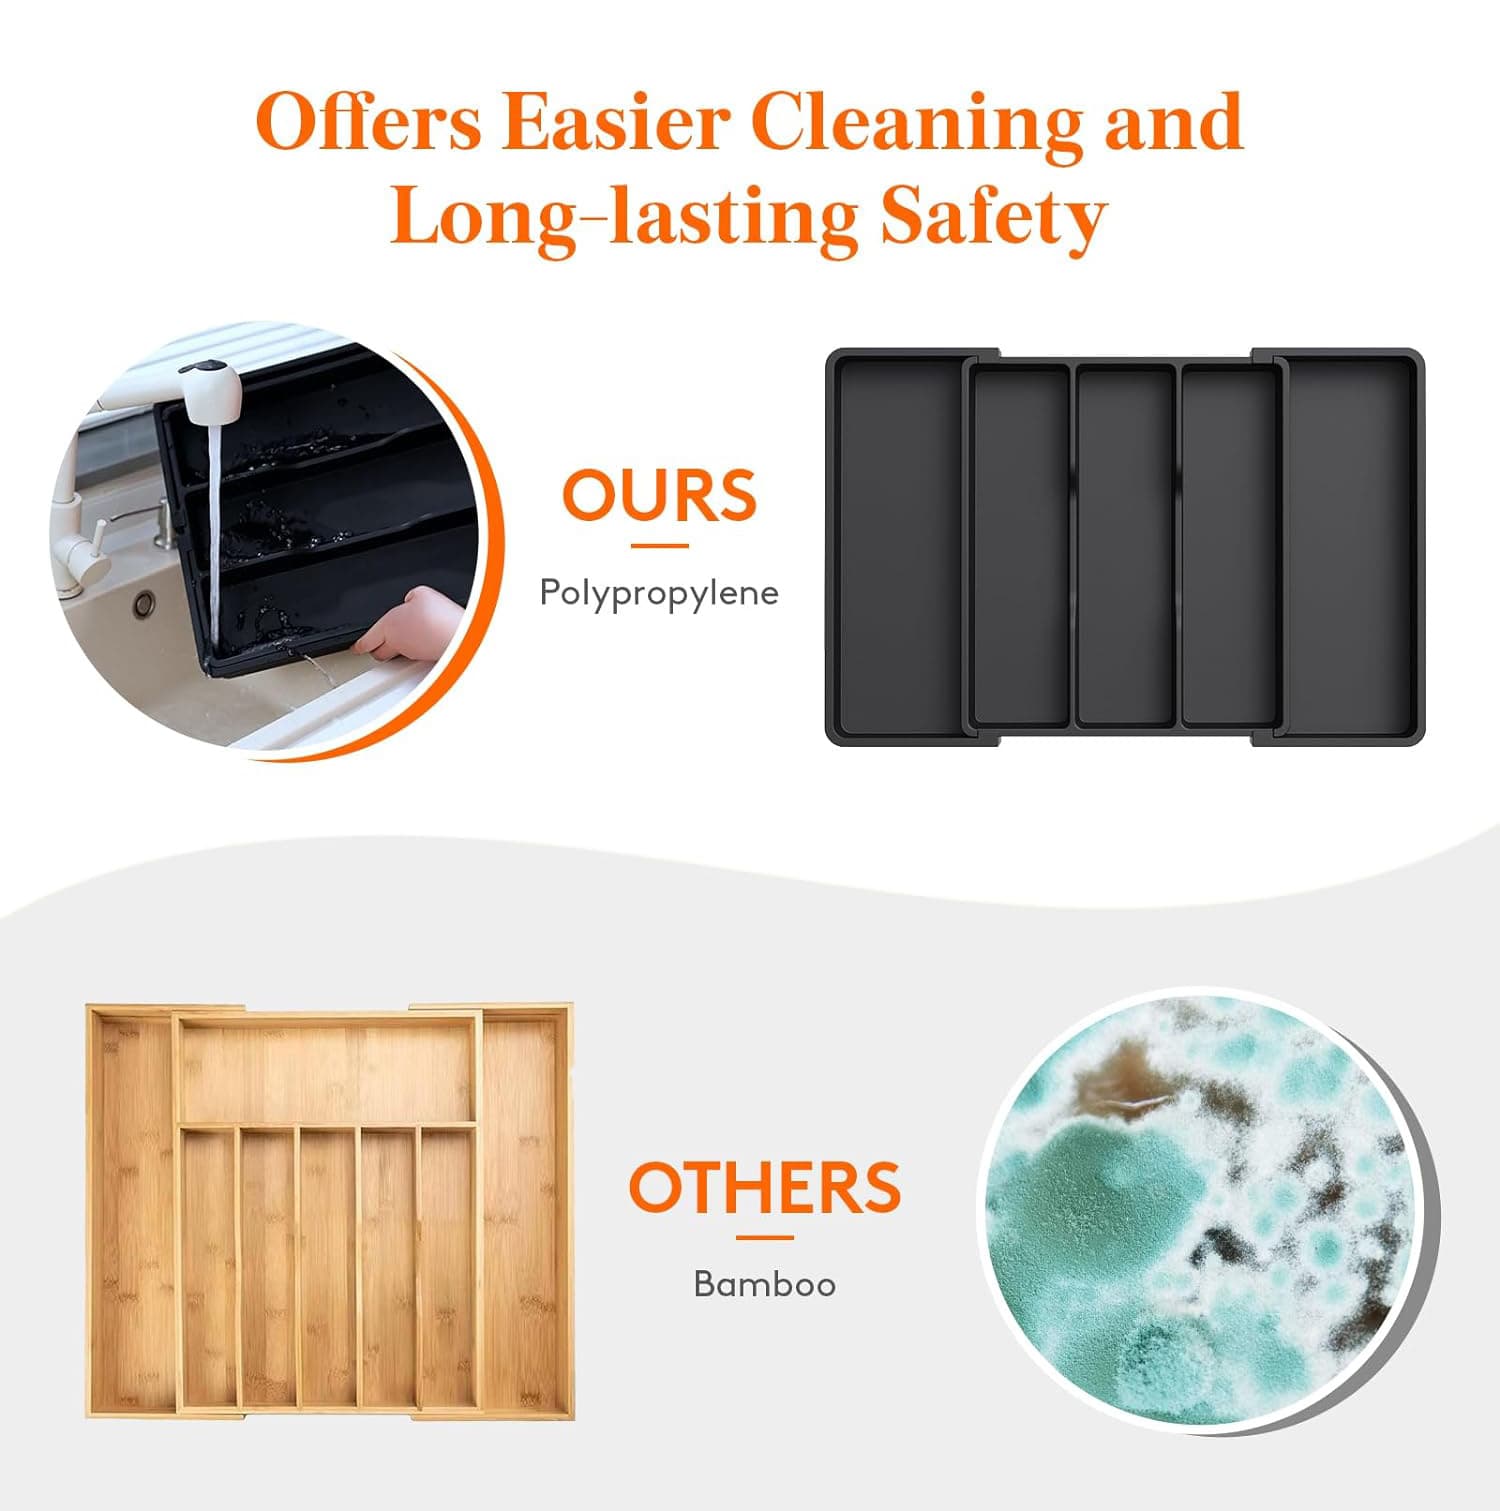 Offers Easier Cleaning and
Long-lasting Safety
OURS
Polypropylene
OTHERS
Bamboo